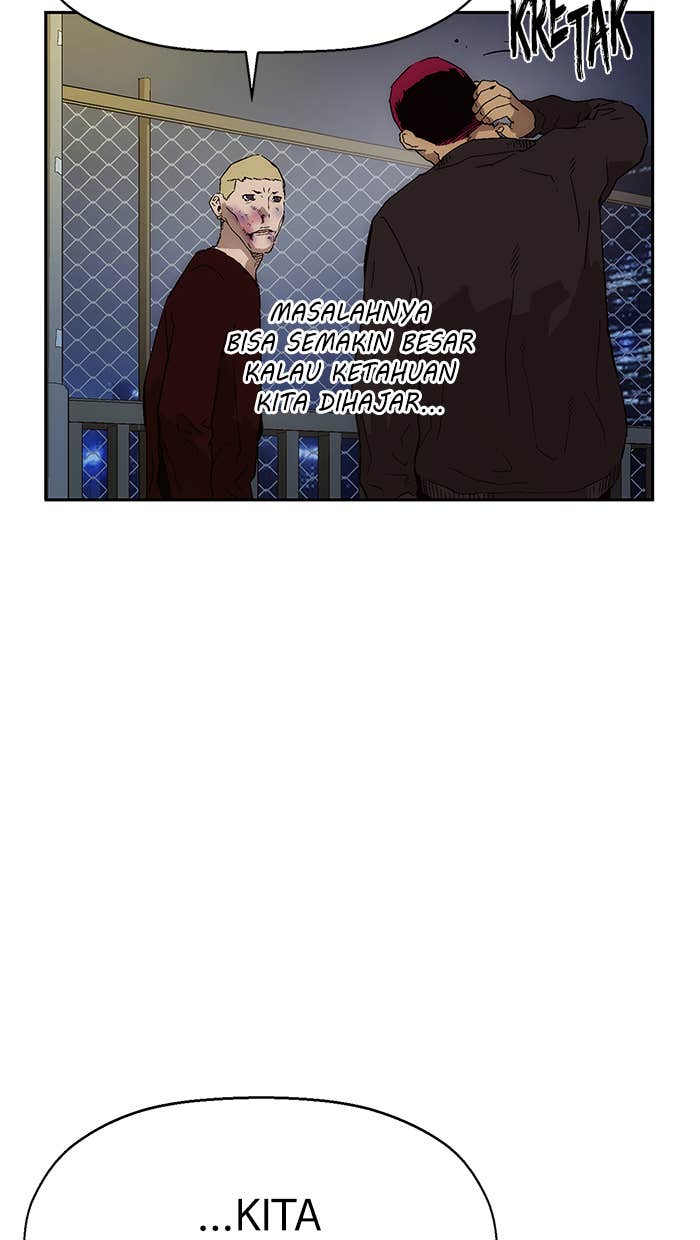 KRETAK
MASALAHNYA
BISA SEMAKIN BESAR
KALAU KETAHUAN
KITA DIHAJAR...
...KITA